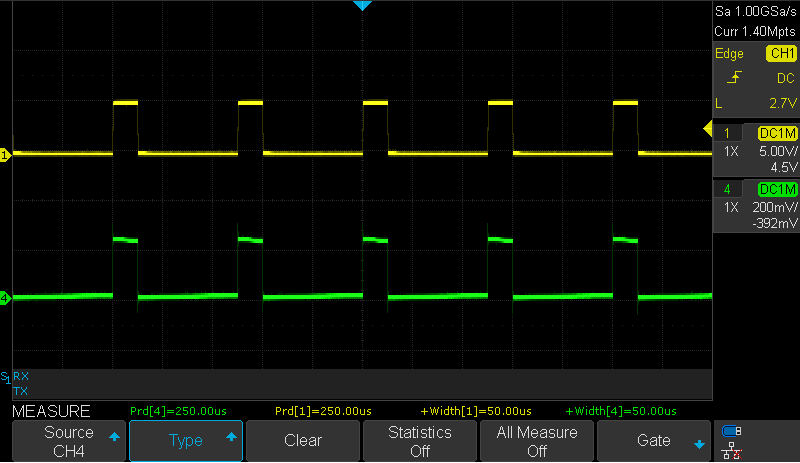 Sa 1.00GSa/s
Curr 1.40Mpts
Edge CH1
DC
L 2.7V
1 DC1M
1X 5.00V/
4.5V
4 DC1M
1X 200mV/
-392mV
1
4
S1 RX
TX
MEASURE Prd[4]=250.00us Prd[1]=250.00us +Width[1]=50.00us +Width[4]=50.00us
Source
CH4
Type
Clear
Statistics
Off
All Measure
Off
Gate